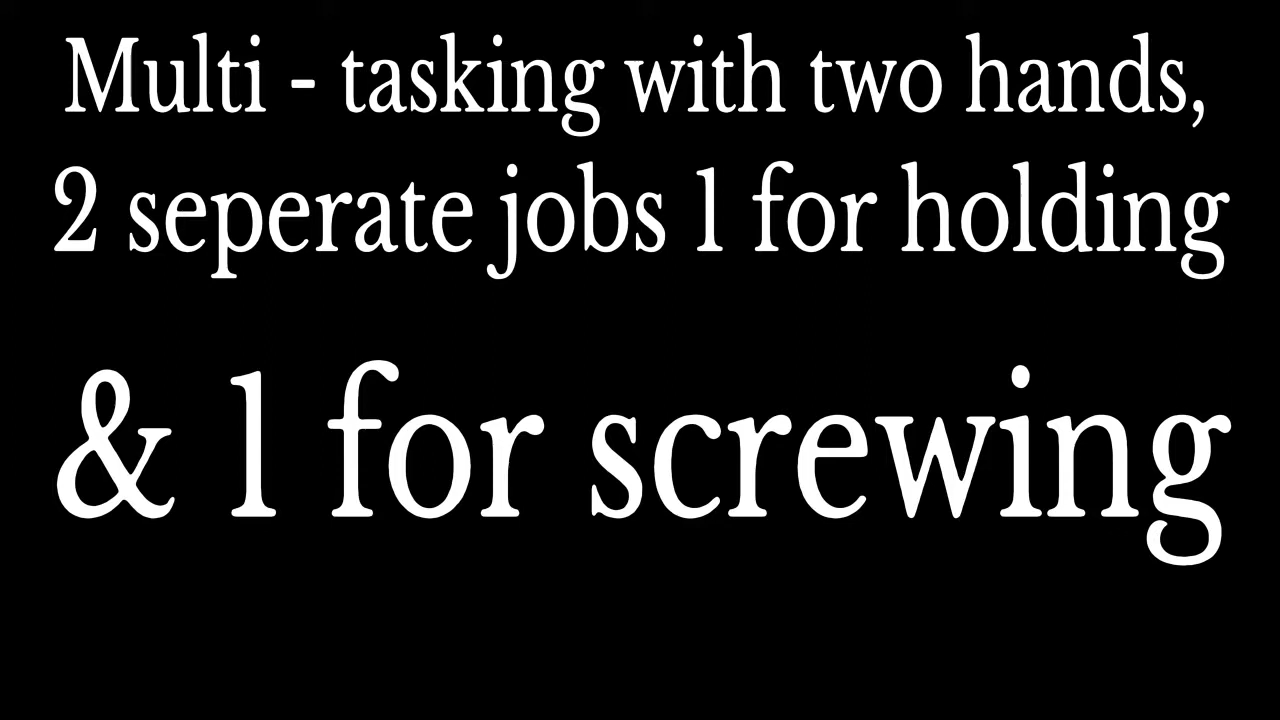 Multi - tasking with two hands,
2 seperate jobs 1 for holding
& 1 for screwing